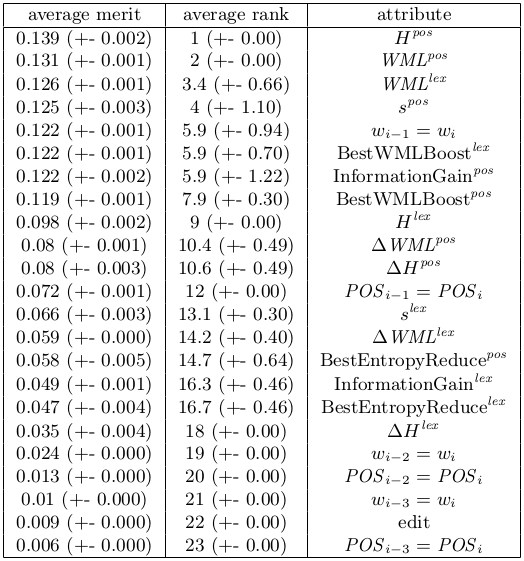 average merit average rank attribute
0.139 (+- 0.002) 1 (+- 0.00) H^pos
0.131 (+- 0.001) 2 (+- 0.00) WML^pos
0.126 (+- 0.001) 3.4 (+- 0.66) WML^lex
0.125 (+- 0.003) 4 (+- 1.10) s^pos
0.122 (+- 0.001) 5.9 (+- 0.94) w_{i−1} = w_i
0.122 (+- 0.001) 5.9 (+- 0.70) BestWMLBoost^lex
0.122 (+- 0.002) 5.9 (+- 1.22) InformationGain^pos
0.119 (+- 0.001) 7.9 (+- 0.30) BestWMLBoost^pos
0.098 (+- 0.002) 9 (+- 0.00) H^lex
0.08 (+- 0.001) 10.4 (+- 0.49) ΔWML^pos
0.08 (+- 0.003) 10.6 (+- 0.49) ΔH^pos
0.072 (+- 0.001) 12 (+- 0.00) POS_{i−1} = POS_i
0.066 (+- 0.003) 13.1 (+- 0.30) s^lex
0.059 (+- 0.000) 14.2 (+- 0.40) ΔWML^lex
0.058 (+- 0.005) 14.7 (+- 0.64) BestEntropyReduce^pos
0.049 (+- 0.001) 16.3 (+- 0.46) InformationGain^lex
0.047 (+- 0.004) 16.7 (+- 0.46) BestEntropyReduce^lex
0.035 (+- 0.004) 18 (+- 0.00) ΔH^lex
0.024 (+- 0.000) 19 (+- 0.00) w_{i−2} = w_i
0.013 (+- 0.000) 20 (+- 0.00) POS_{i−2} = POS_i
0.01 (+- 0.000) 21 (+- 0.00) w_{i−3} = w_i
0.009 (+- 0.000) 22 (+- 0.00) edit
0.006 (+- 0.000) 23 (+- 0.00) POS_{i−3} = POS_i